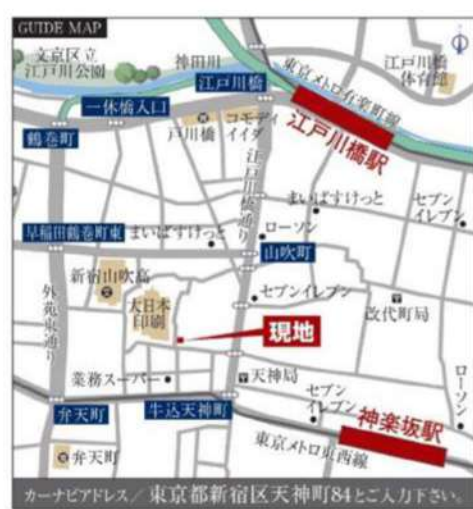 GUIDE MAP
文京区立
江戸川公園
神田川
江戸川橋
東京メトロ有楽町線
江戸川橋
体育館
一休橋入口
戸川橋
コモディ
イイダ
江戸川橋駅
鶴巻町
江戸川橋通り
まいばすけっと
セブン
イレブン
早稲田鶴巻町東
まいばすけっと
ローソン
山吹町
新宿山吹高
大日本
印刷
セブンイレブン
改代町局
外苑東通り
現地
業務スーパー
天神局
セブン
イレブン
ローソン
弁天町
牛込天神町
神楽坂駅
東京メトロ東西線
弁天町
カーナビアドレス／東京都新宿区天神町84とご入力下さい。